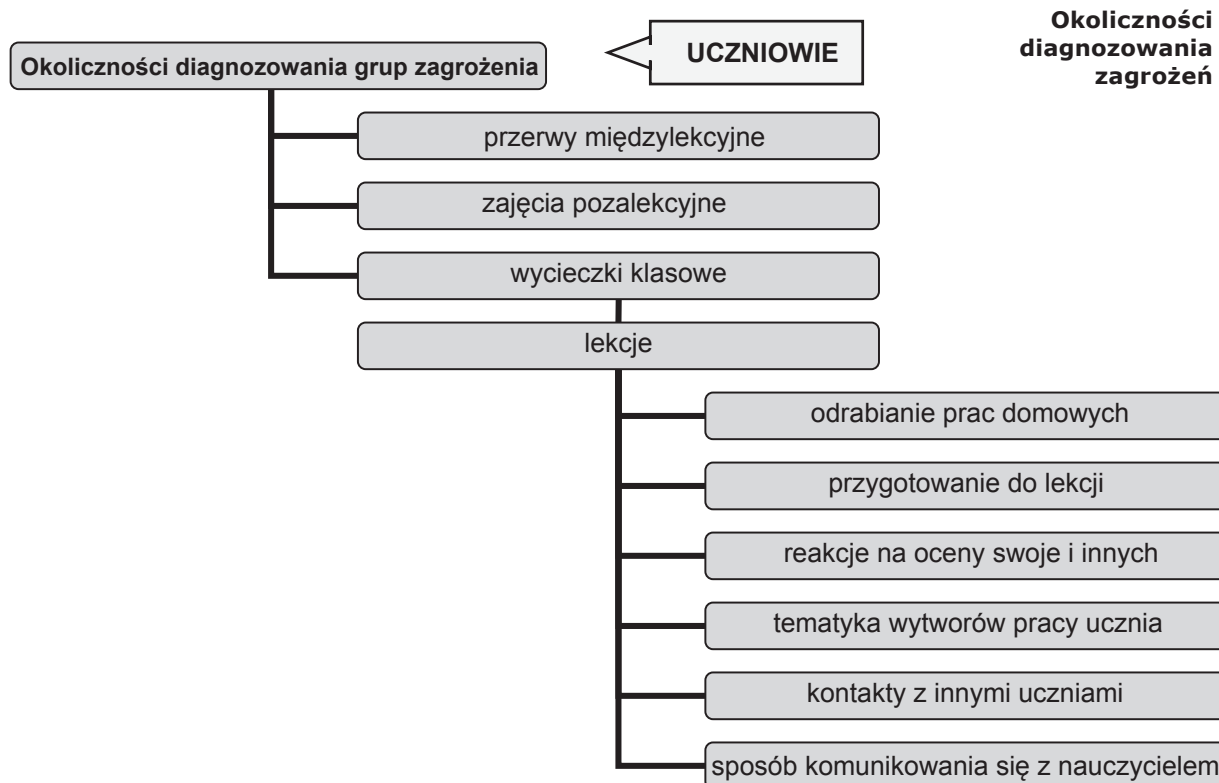 Okoliczności
diagnozowania
zagrożeń
Okoliczności diagnozowania grup zagrożenia
UCZNIOWIE
przerwy międzylekcyjne
zajęcia pozalekcyjne
wycieczki klasowe
lekcje
odrabianie prac domowych
przygotowanie do lekcji
reakcje na oceny swoje i innych
tematyka wytworów pracy ucznia
kontakty z innymi uczniami
sposób komunikowania się z nauczycielem